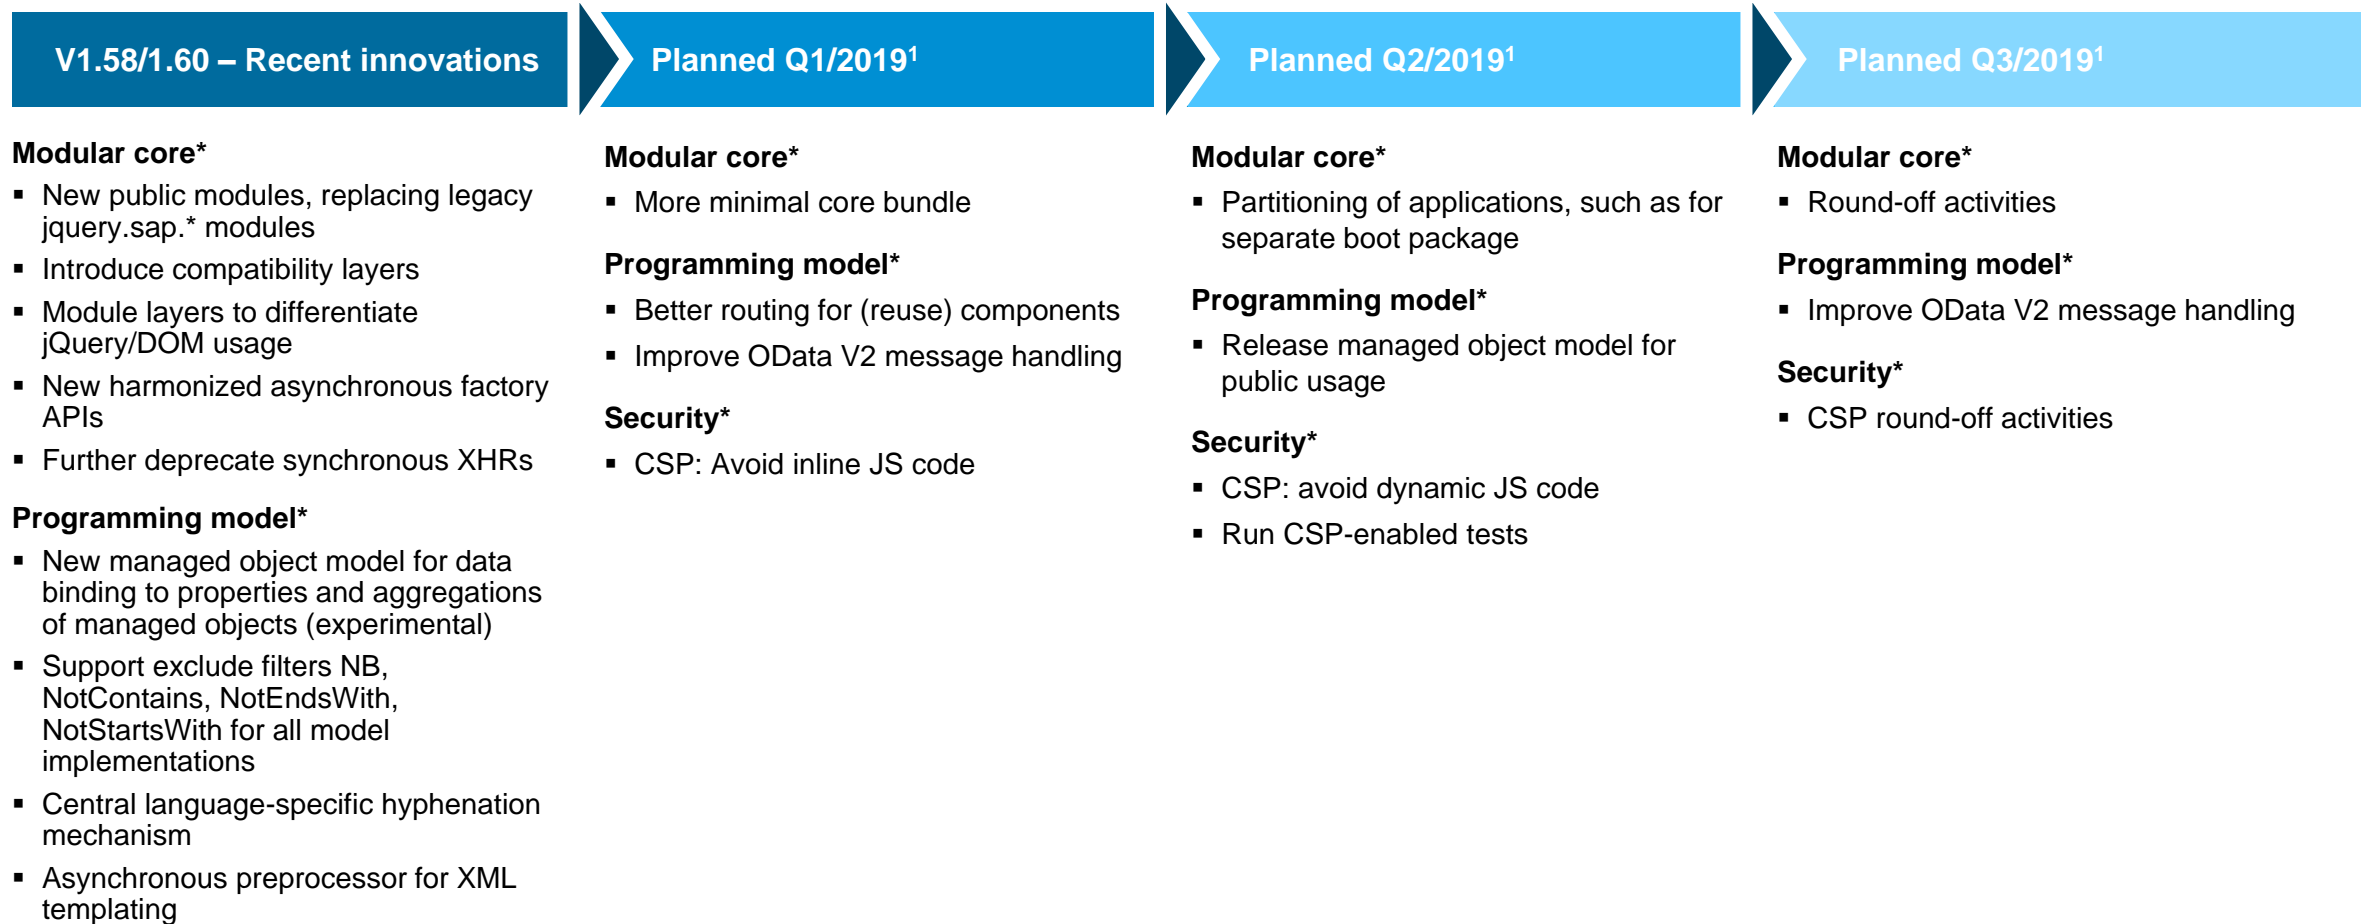 V1.58/1.60 – Recent innovations
Planned Q1/2019¹
Planned Q2/2019¹
Planned Q3/2019¹
Modular core*
▪ New public modules, replacing legacy
jquery.sap.* modules
▪ Introduce compatibility layers
▪ Module layers to differentiate
jQuery/DOM usage
▪ New harmonized asynchronous factory
APIs
▪ Further deprecate synchronous XHRs
Programming model*
▪ New managed object model for data
binding to properties and aggregations
of managed objects (experimental)
▪ Support exclude filters NB,
NotContains, NotEndsWith,
NotStartsWith for all model
implementations
▪ Central language-specific hyphenation
mechanism
▪ Asynchronous preprocessor for XML
templating
Modular core*
▪ More minimal core bundle
Programming model*
▪ Better routing for (reuse) components
▪ Improve OData V2 message handling
Security*
▪ CSP: Avoid inline JS code
Modular core*
▪ Partitioning of applications, such as for
separate boot package
Programming model*
▪ Release managed object model for
public usage
Security*
▪ CSP: avoid dynamic JS code
▪ Run CSP-enabled tests
Modular core*
▪ Round-off activities
Programming model*
▪ Improve OData V2 message handling
Security*
▪ CSP round-off activities